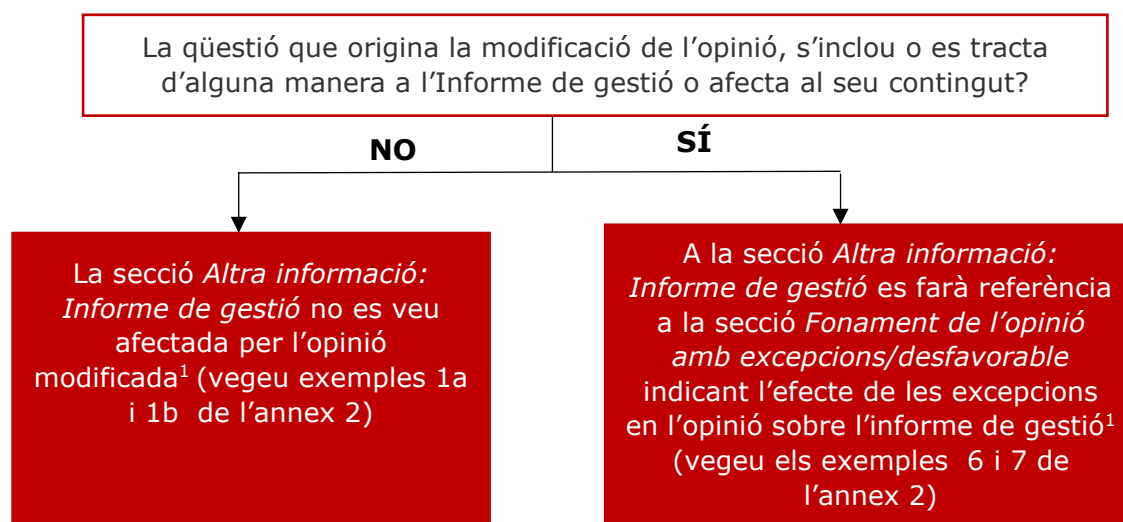 La qüestió que origina la modificació de l’opinió, s’inclou o es tracta
d’alguna manera a l’Informe de gestió o afecta al seu contingut?
NO
SÍ
La secció Altra informació:
Informe de gestió no es veu
afectada per l’opinió
modificada¹ (vegeu exemples 1a
i 1b de l’annex 2)
A la secció Altra informació:
Informe de gestió es farà referència
a la secció Fonament de l’opinió
amb excepcions/desfavorable
indicant l’efecte de les excepcions
en l’opinió sobre l’informe de gestió¹
(vegeu els exemples 6 i 7 de
l’annex 2)